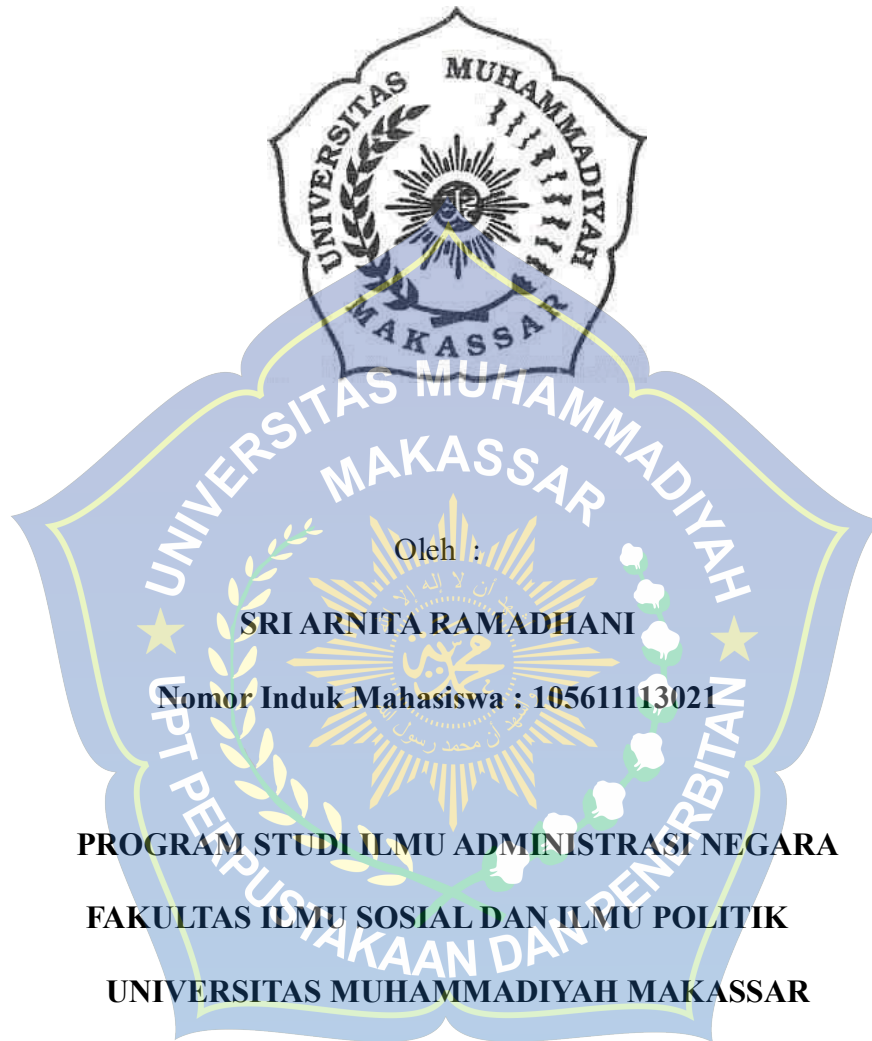 UNIVERSITAS MUHAMMADIYAH
MAKASSAR
UNIVERSITAS MUHAMMADIYAH
MAKASSAR
Oleh :
SRI ARNITA RAMADHANI
Nomor Induk Mahasiswa : 105611113021
PROGRAM STUDI ILMU ADMINISTRASI NEGARA
FAKULTAS ILMU SOSIAL DAN ILMU POLITIK
UNIVERSITAS MUHAMMADIYAH MAKASSAR
UPT PERPUSTAKAAN DAN PENERBITAN